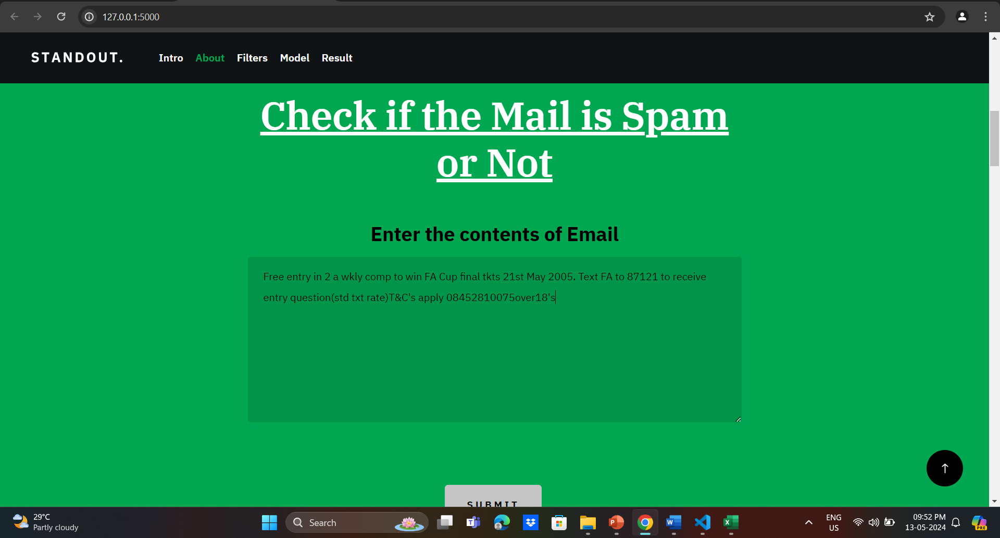 127.0.0.1:5000
STANDOUT.
Intro About Filters Model Result
Check if the Mail is Spam
or Not
Enter the contents of Email
Free entry in 2 a wkly comp to win FA Cup final tkts 21st May 2005. Text FA to 87121 to receive
entry question(std txt rate)T&C's apply 08452810075over18's
SUBMIT
29°C
Partly cloudy
Search
ENG
US
09:52 PM
13-05-2024
PRE